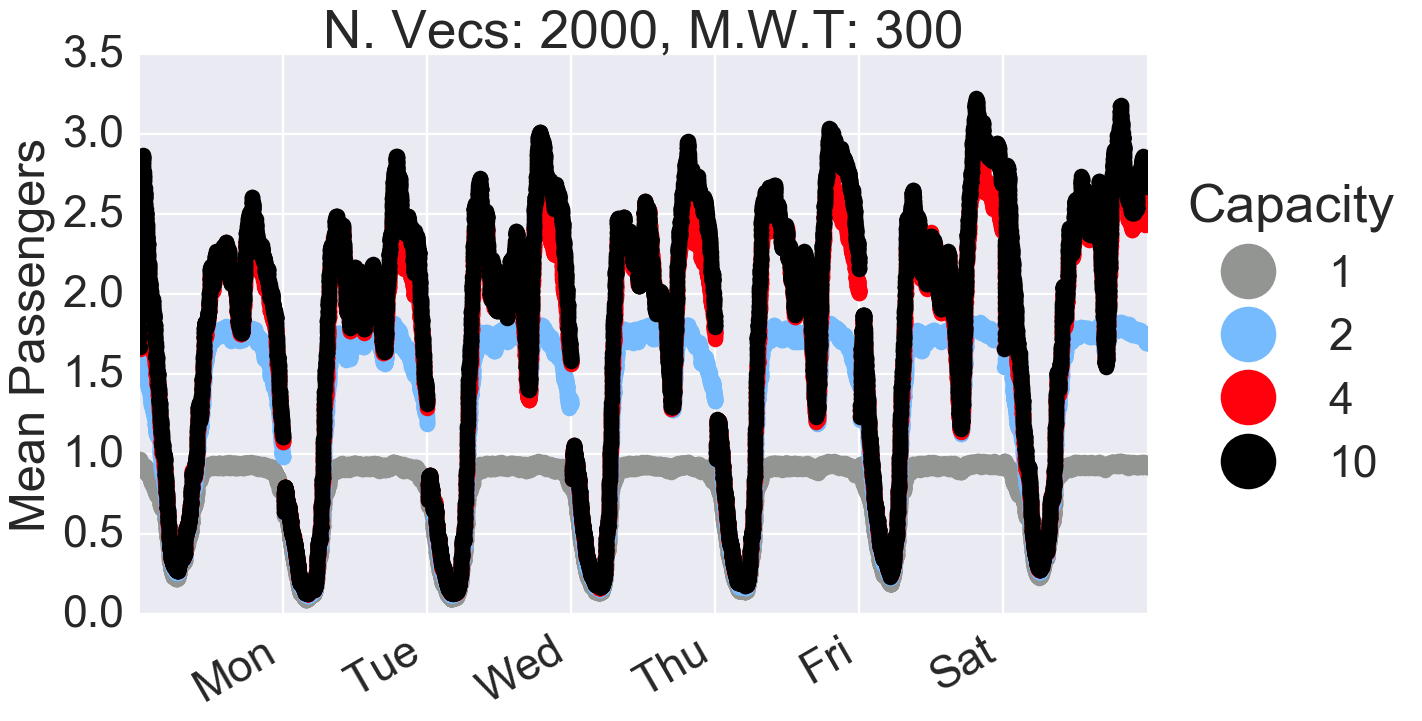 N. Vecs: 2000, M.W.T: 300
Mean Passengers
3.5
3.0
2.5
2.0
1.5
1.0
0.5
0.0
Mon
Tue
Wed
Thu
Fri
Sat
Capacity
1
2
4
10